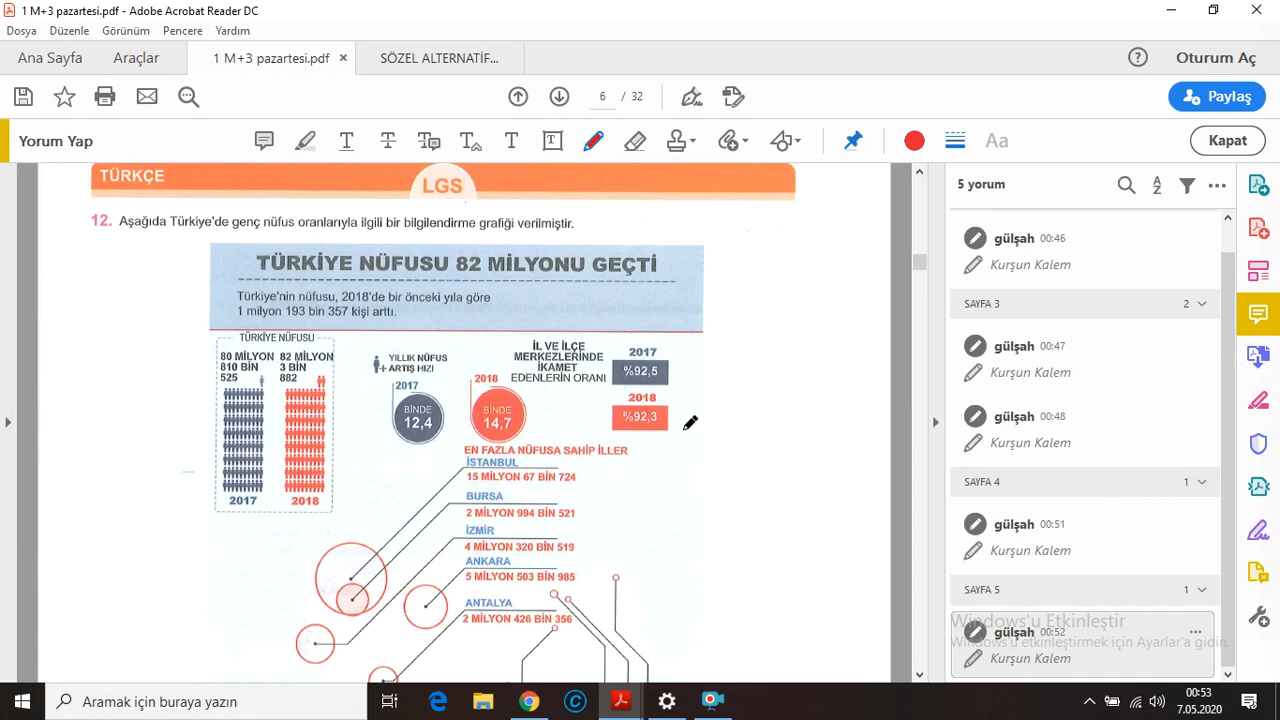 1 M+3 pazartesi.pdf - Adobe Acrobat Reader DC
Dosya Düzenle Görünüm Pencere Yardım
Ana Sayfa Araçlar 1 M+3 pazartesi.pdf × SÖZEL ALTERNATİF... Oturum Aç
6 / 32 Paylaş
Yorum Yap Kapat
TÜRKÇE
LGS
12. Aşağıda Türkiye'de genç nüfus oranlarıyla ilgili bir bilgilendirme grafiği verilmiştir.
TÜRKİYE NÜFUSU 82 MİLYONU GEÇTİ
Türkiye'nin nüfusu, 2018'de bir önceki yıla göre
1 milyon 193 bin 357 kişi arttı.
TÜRKİYE NÜFUSU
80 MİLYON
810 BİN
525
82 MİLYON
3 BİN
882
2017
2018
YILLIK NÜFUS
ARTIŞ HIZI
2017
BİNDE
12,4
2018
BİNDE
14,7
İL VE İLÇE
MERKEZLERİNDE
İKAMET
EDENLERİN ORANI
2017
%92,5
2018
%92,3
EN FAZLA NÜFUSA SAHİP İLLER
İSTANBUL
15 MİLYON 67 BİN 724
BURSA
2 MİLYON 994 BİN 521
İZMİR
4 MİLYON 320 BİN 519
ANKARA
5 MİLYON 503 BİN 985
ANTALYA
2 MİLYON 426 BİN 356
5 yorum
gülşah 00:46
Kurşun Kalem
SAYFA 3 2
gülşah 00:47
Kurşun Kalem
gülşah 00:48
Kurşun Kalem
SAYFA 4 1
gülşah 00:51
Kurşun Kalem
SAYFA 5 1
Windows'u Etkinleştir
gülşah 00:52
Windows'u etkinleştirmek için Ayarlar'a gidin.
Kurşun Kalem
Aramak için buraya yazın
00:53
7.05.2020